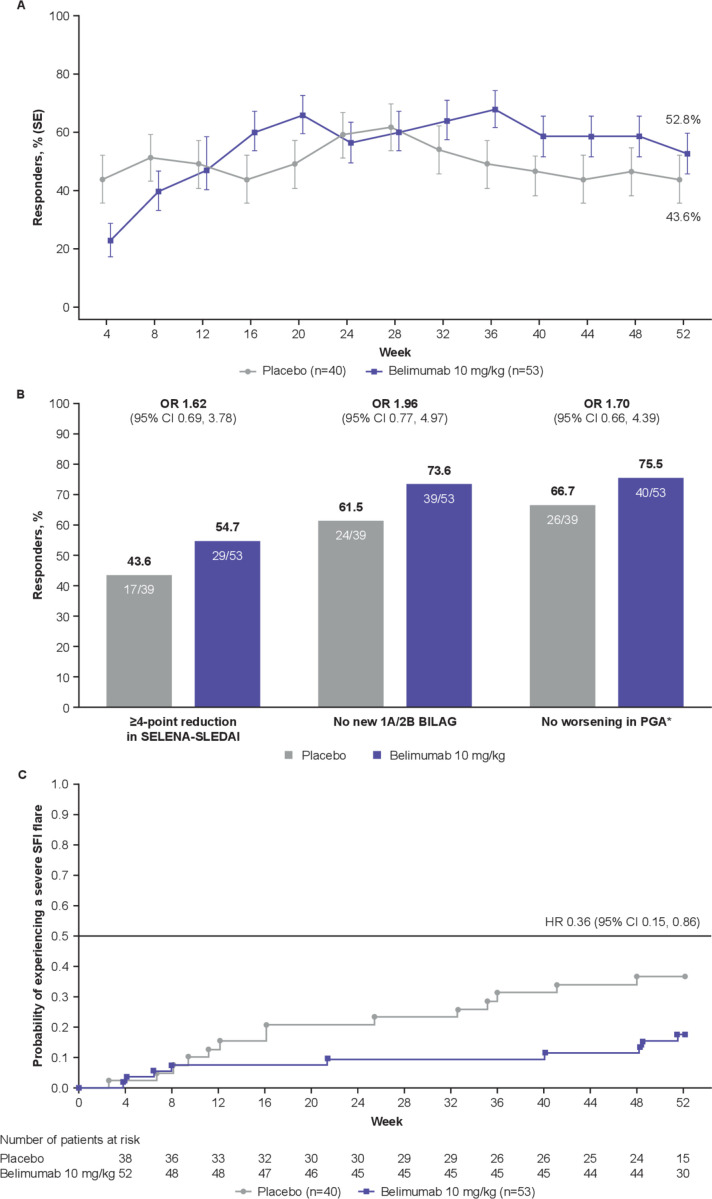 A
100
80
60
40
20
0
Responders, % (SE)
52.8%
43.6%
4 8 12 16 20 24 28 32 36 40 44 48 52
Week
Placebo (n=40) Belimumab 10 mg/kg (n=53)
B
OR 1.62 OR 1.96 OR 1.70
(95% CI 0.69, 3.78) (95% CI 0.77, 4.97) (95% CI 0.66, 4.39)
100
90
80
70
60
50
40
30
20
10
0
Responders, %
43.6 54.7 61.5 73.6 66.7 75.5
17/39 29/53 24/39 39/53 26/39 40/53
≥4-point reduction
in SELENA-SLEDAI
No new 1A/2B BILAG
No worsening in PGA*
Placebo Belimumab 10 mg/kg
C
1.0
0.9
0.8
0.7
0.6
0.5
0.4
0.3
0.2
0.1
0.0
Probability of experiencing a severe SFI flare
HR 0.36 (95% CI 0.15, 0.86)
0 4 8 12 16 20 24 28 32 36 40 44 48 52
Week
Number of patients at risk
Placebo 38 36 33 32 30 30 29 29 26 26 25 24 15
Belimumab 10 mg/kg 52 48 48 47 46 45 45 45 45 45 44 44 30
Placebo (n=40) Belimumab 10 mg/kg (n=53)